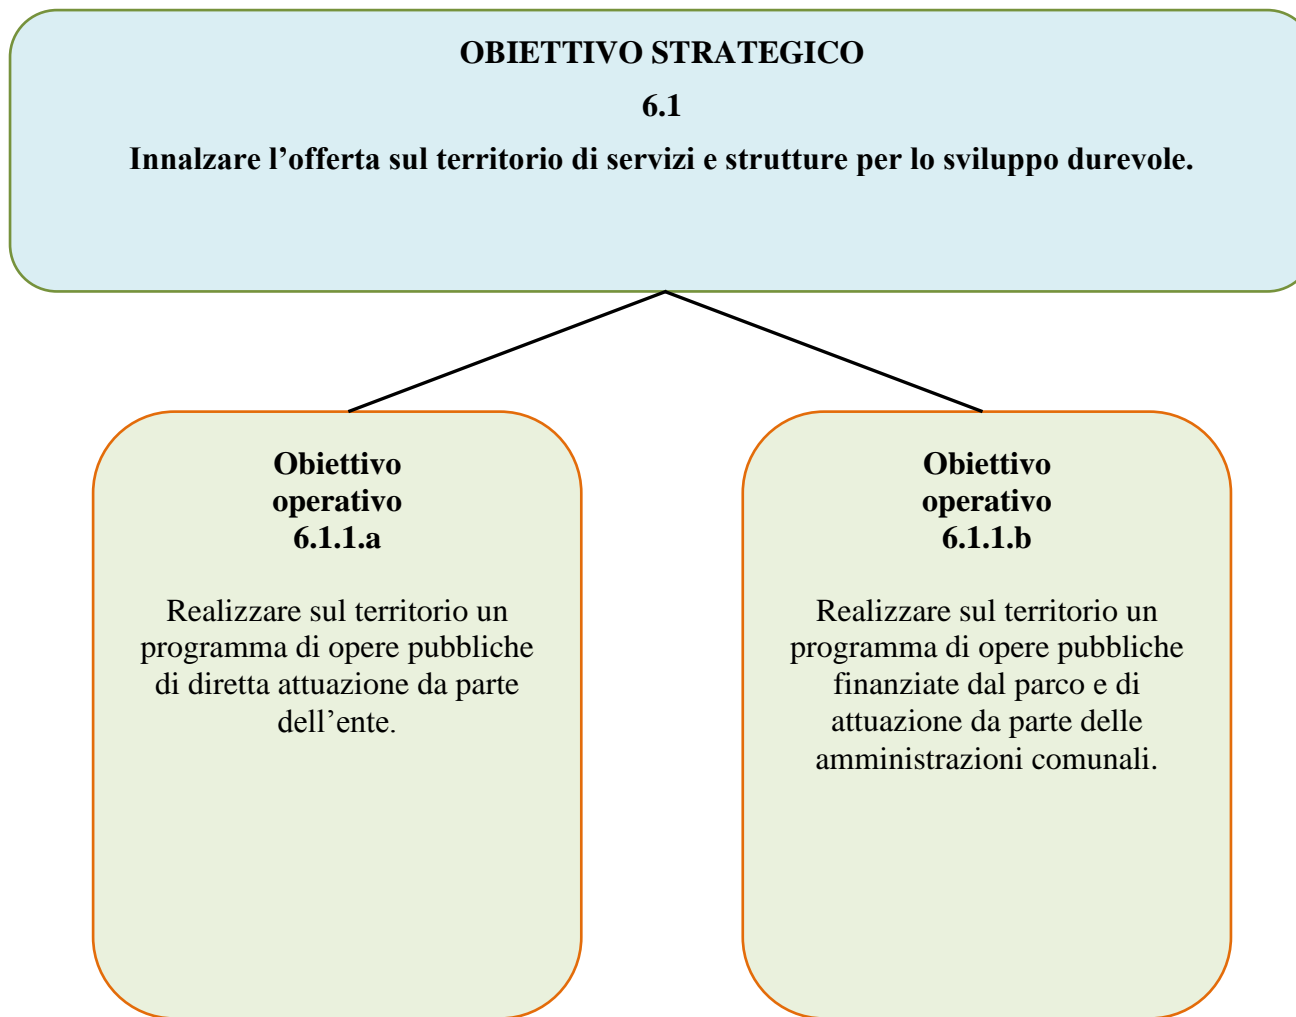 OBIETTIVO STRATEGICO
6.1
Innalzare l’offerta sul territorio di servizi e strutture per lo sviluppo durevole.
Obiettivo
operativo
6.1.1.a
Realizzare sul territorio un
programma di opere pubbliche
di diretta attuazione da parte
dell’ente.
Obiettivo
operativo
6.1.1.b
Realizzare sul territorio un
programma di opere pubbliche
finanziate dal parco e di
attuazione da parte delle
amministrazioni comunali.